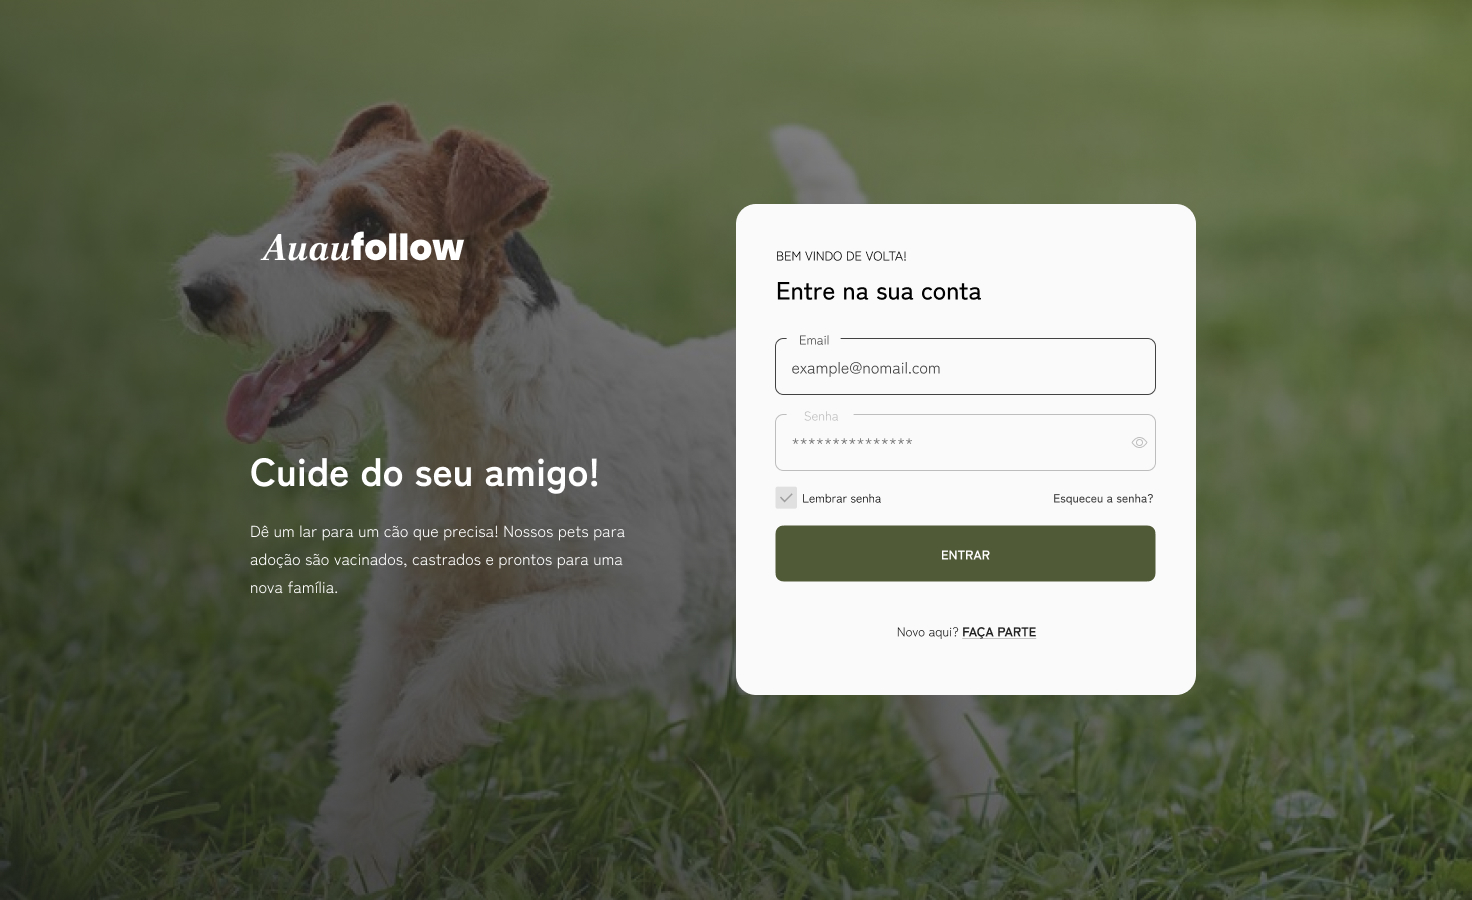 Auaufollow
Cuide do seu amigo!
Dê um lar para um cão que precisa! Nossos pets para
adoção são vacinados, castrados e prontos para uma
nova família.
BEM VINDO DE VOLTA!
Entre na sua conta
Email
example@nomail.com
Senha
***************
Lembrar senha
Esqueceu a senha?
ENTRAR
Novo aqui? FAÇA PARTE